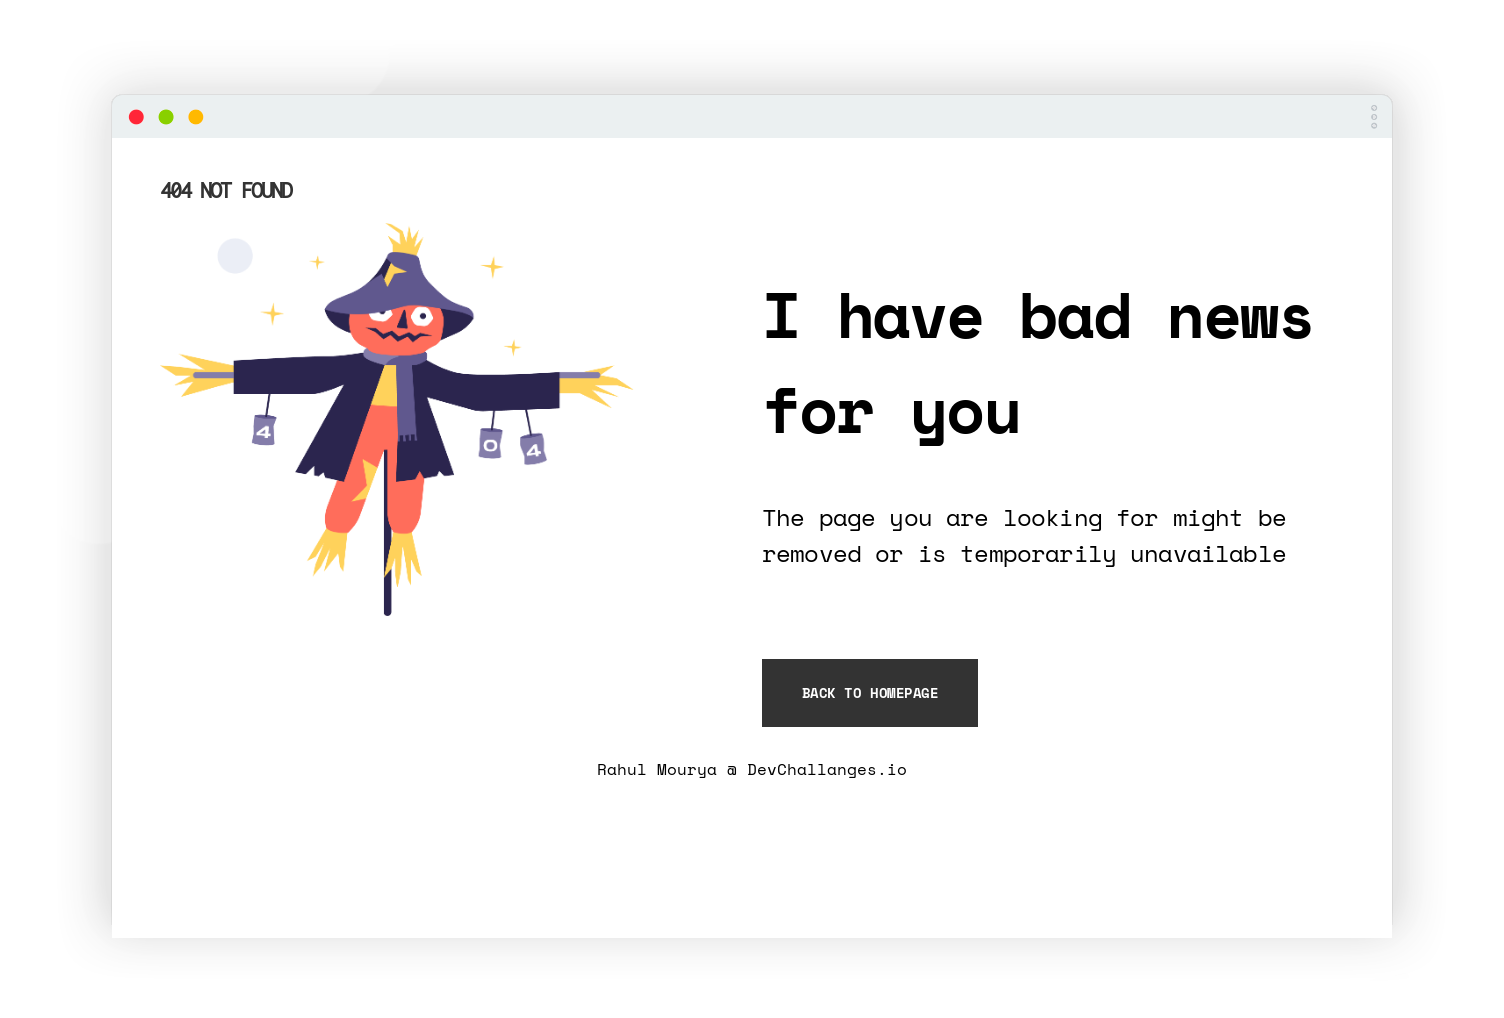 404 NOT FOUND
I have bad news
for you
4
0
4
The page you are looking for might be
removed or is temporarily unavailable
BACK TO HOMEPAGE
Rahul Mourya @ DevChallanges.io